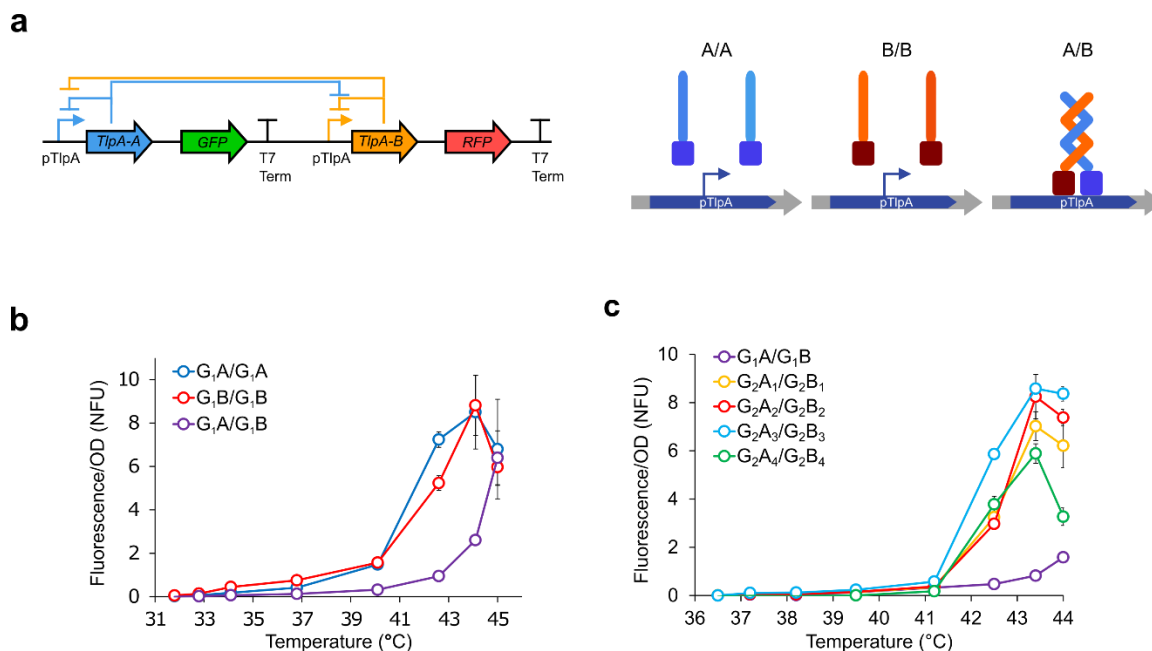 a
A/A
B/B
A/B
TlpA-A
GFP
TlpA-B
RFP
pTlpA
T7
Term
pTlpA
T7
Term
pTlpA
pTlpA
pTlpA
b
Fluorescence/OD (NFU)
10
8
6
4
2
0
G₁A/G₁A
G₁B/G₁B
G₁A/G₁B
31
33
35
37
39
41
43
45
Temperature (°C)
c
Fluorescence/OD (NFU)
10
8
6
4
2
0
G₁A/G₁B
G₂A₁/G₂B₁
G₂A₂/G₂B₂
G₂A₃/G₂B₃
G₂A₄/G₂B₄
36
37
38
39
40
41
42
43
44
Temperature (°C)